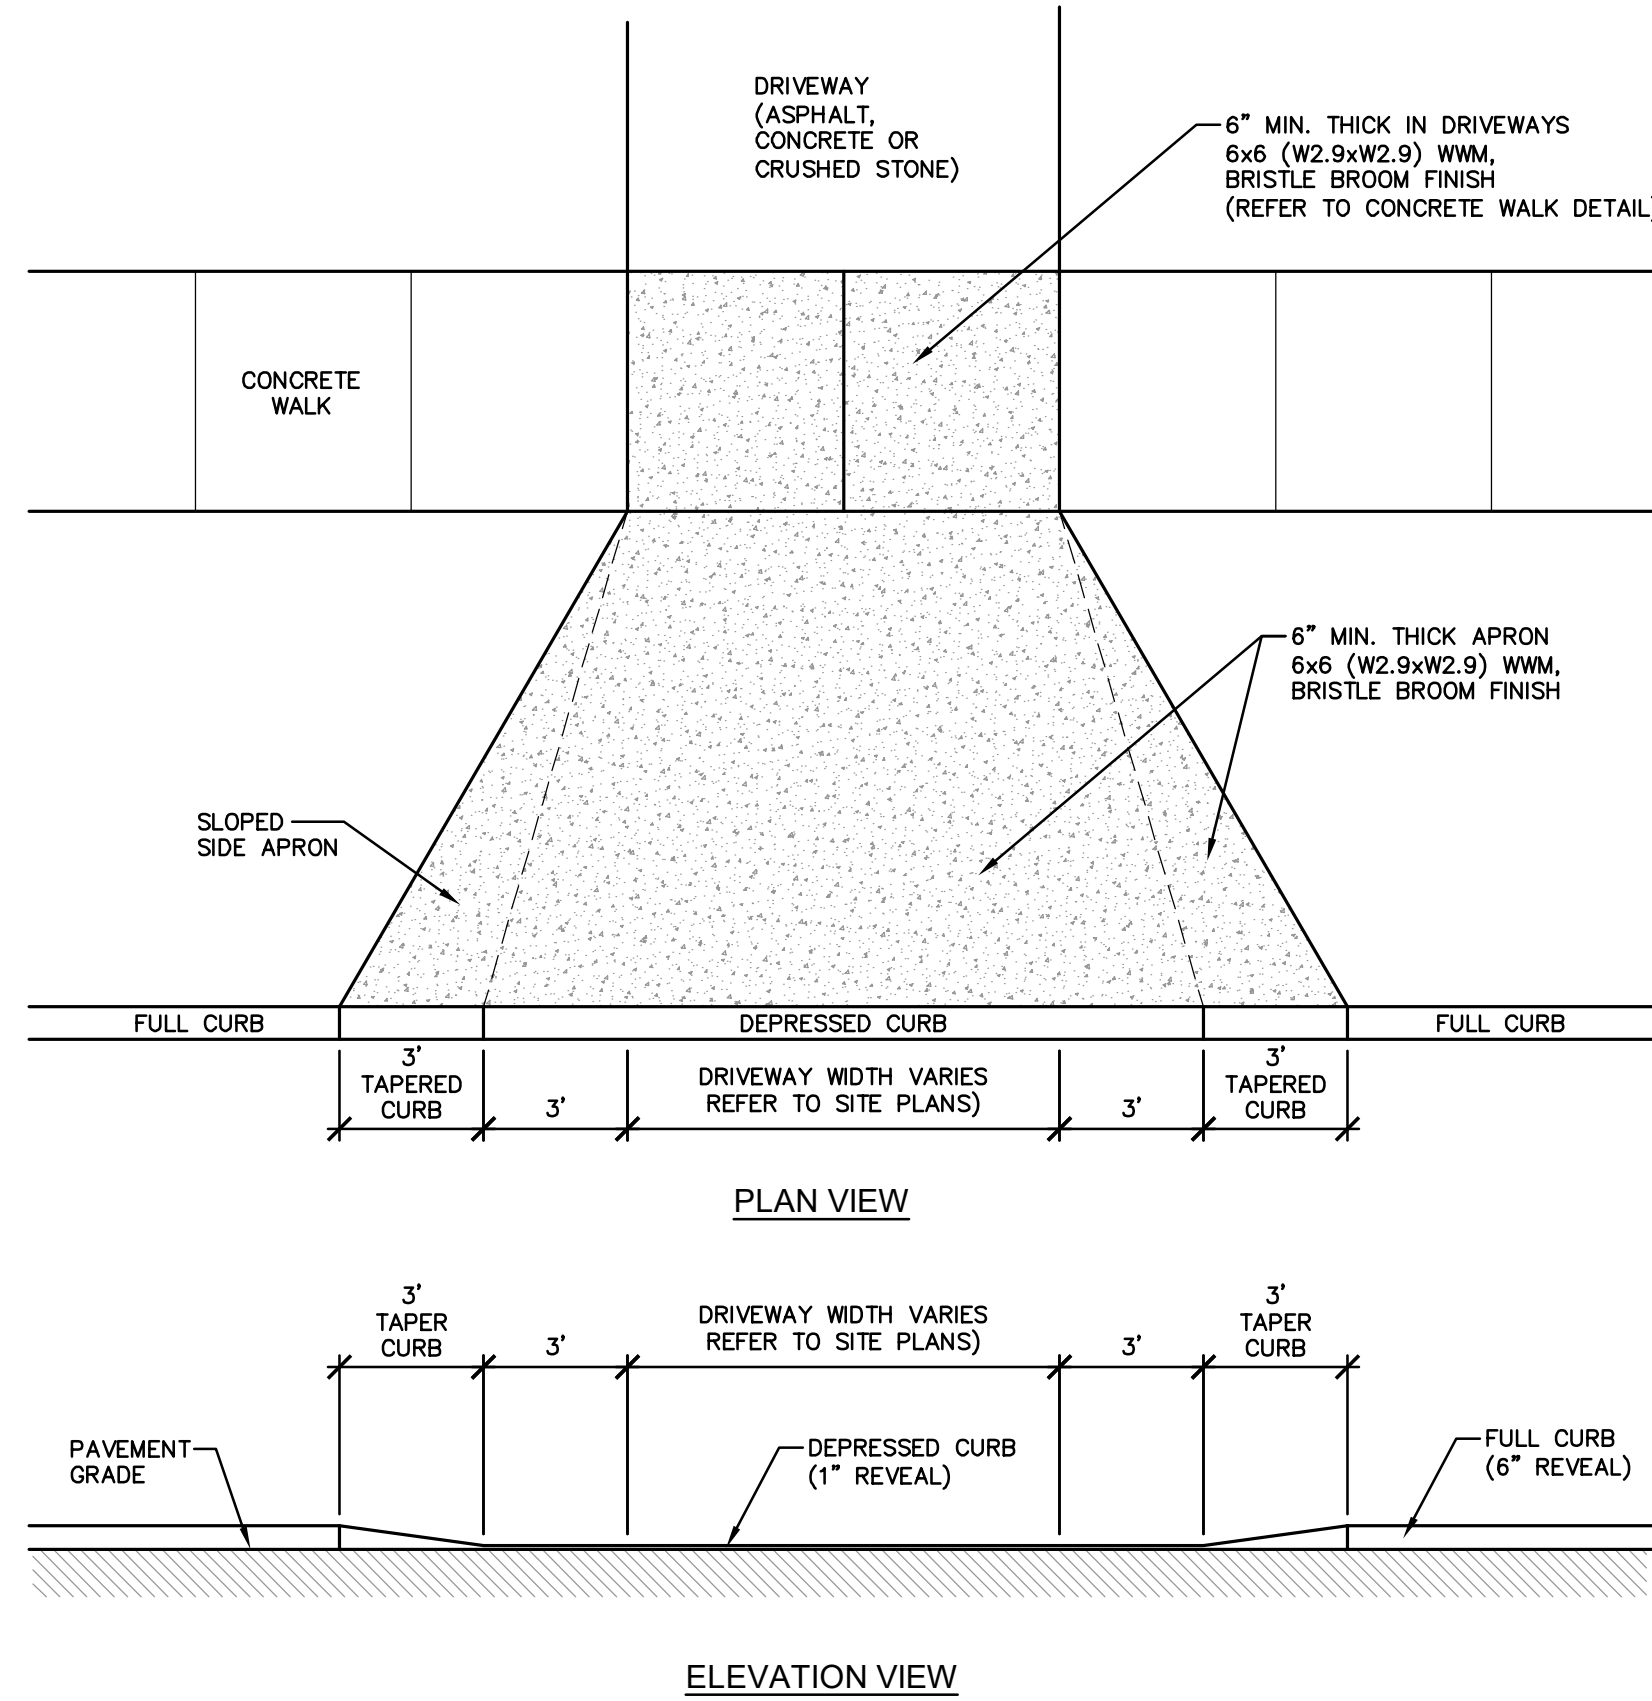 DRIVEWAY
(ASPHALT,
CONCRETE OR
CRUSHED STONE)
6” MIN. THICK IN DRIVEWAYS
6x6 (W2.9xW2.9) WWM,
BRISTLE BROOM FINISH
(REFER TO CONCRETE WALK DETAIL)
CONCRETE
WALK
6” MIN. THICK APRON
6x6 (W2.9xW2.9) WWM,
BRISTLE BROOM FINISH
SLOPED
SIDE APRON
FULL CURB
DEPRESSED CURB
FULL CURB
3’
TAPERED
CURB
3’
DRIVEWAY WIDTH VARIES
REFER TO SITE PLANS)
3’
3’
TAPERED
CURB
PLAN VIEW
3’
TAPER
CURB
3’
DRIVEWAY WIDTH VARIES
REFER TO SITE PLANS)
3’
3’
TAPER
CURB
PAVEMENT
GRADE
DEPRESSED CURB
(1” REVEAL)
FULL CURB
(6” REVEAL)
ELEVATION VIEW